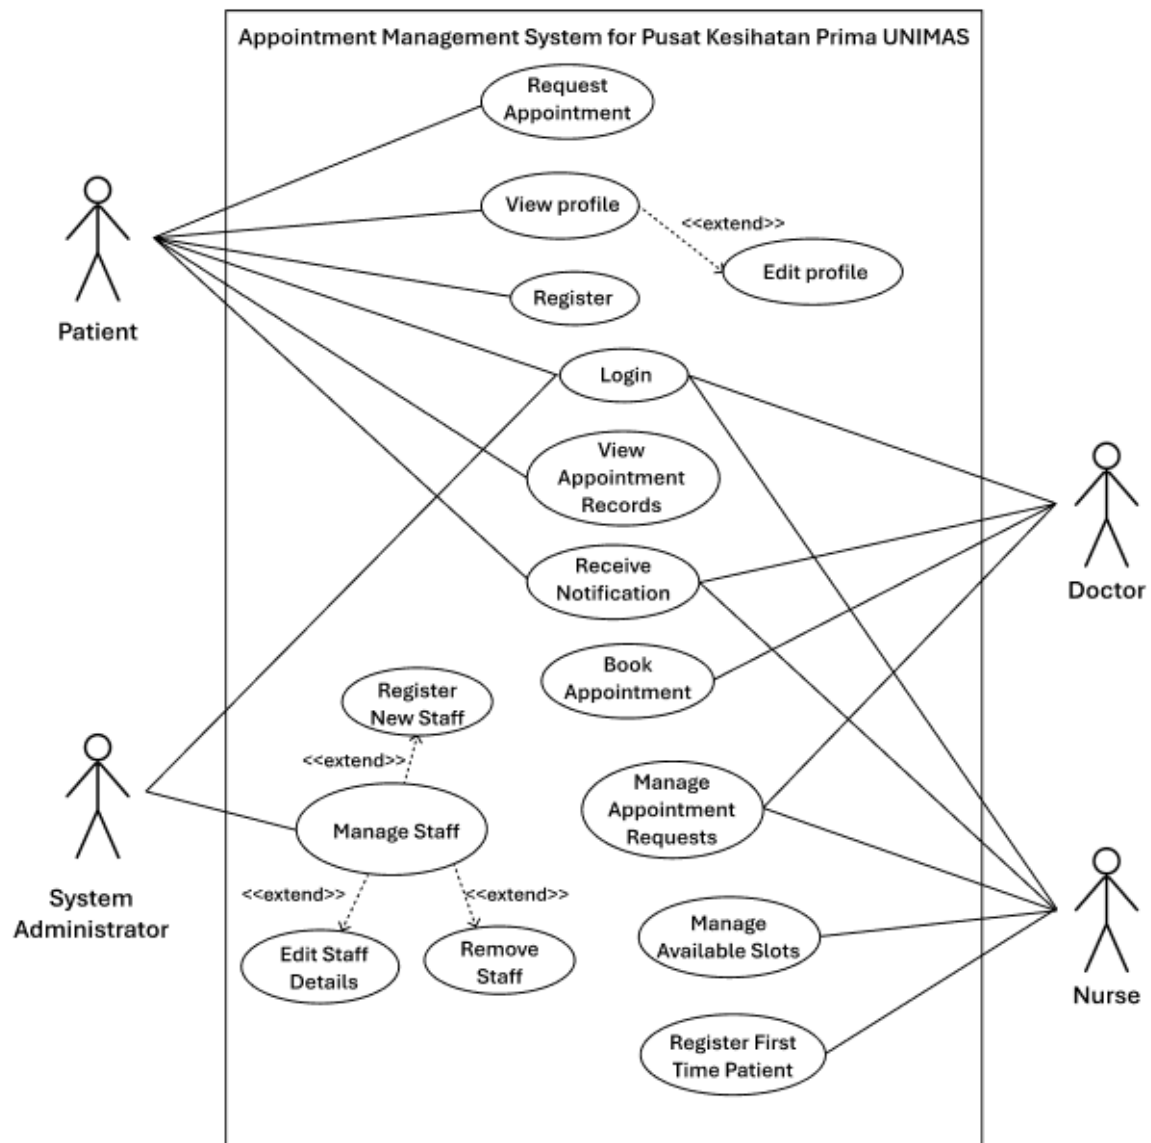 Appointment Management System for Pusat Kesihatan Prima UNIMAS
Request
Appointment
View profile
<<extend>>
Edit profile
Register
Patient
Login
View
Appointment
Records
Receive
Notification
Doctor
Book
Appointment
Register
New Staff
<<extend>>
Manage
Appointment
Requests
Manage Staff
System
Administrator
<<extend>>
<<extend>>
Edit Staff
Details
Remove
Staff
Manage
Available Slots
Nurse
Register First
Time Patient